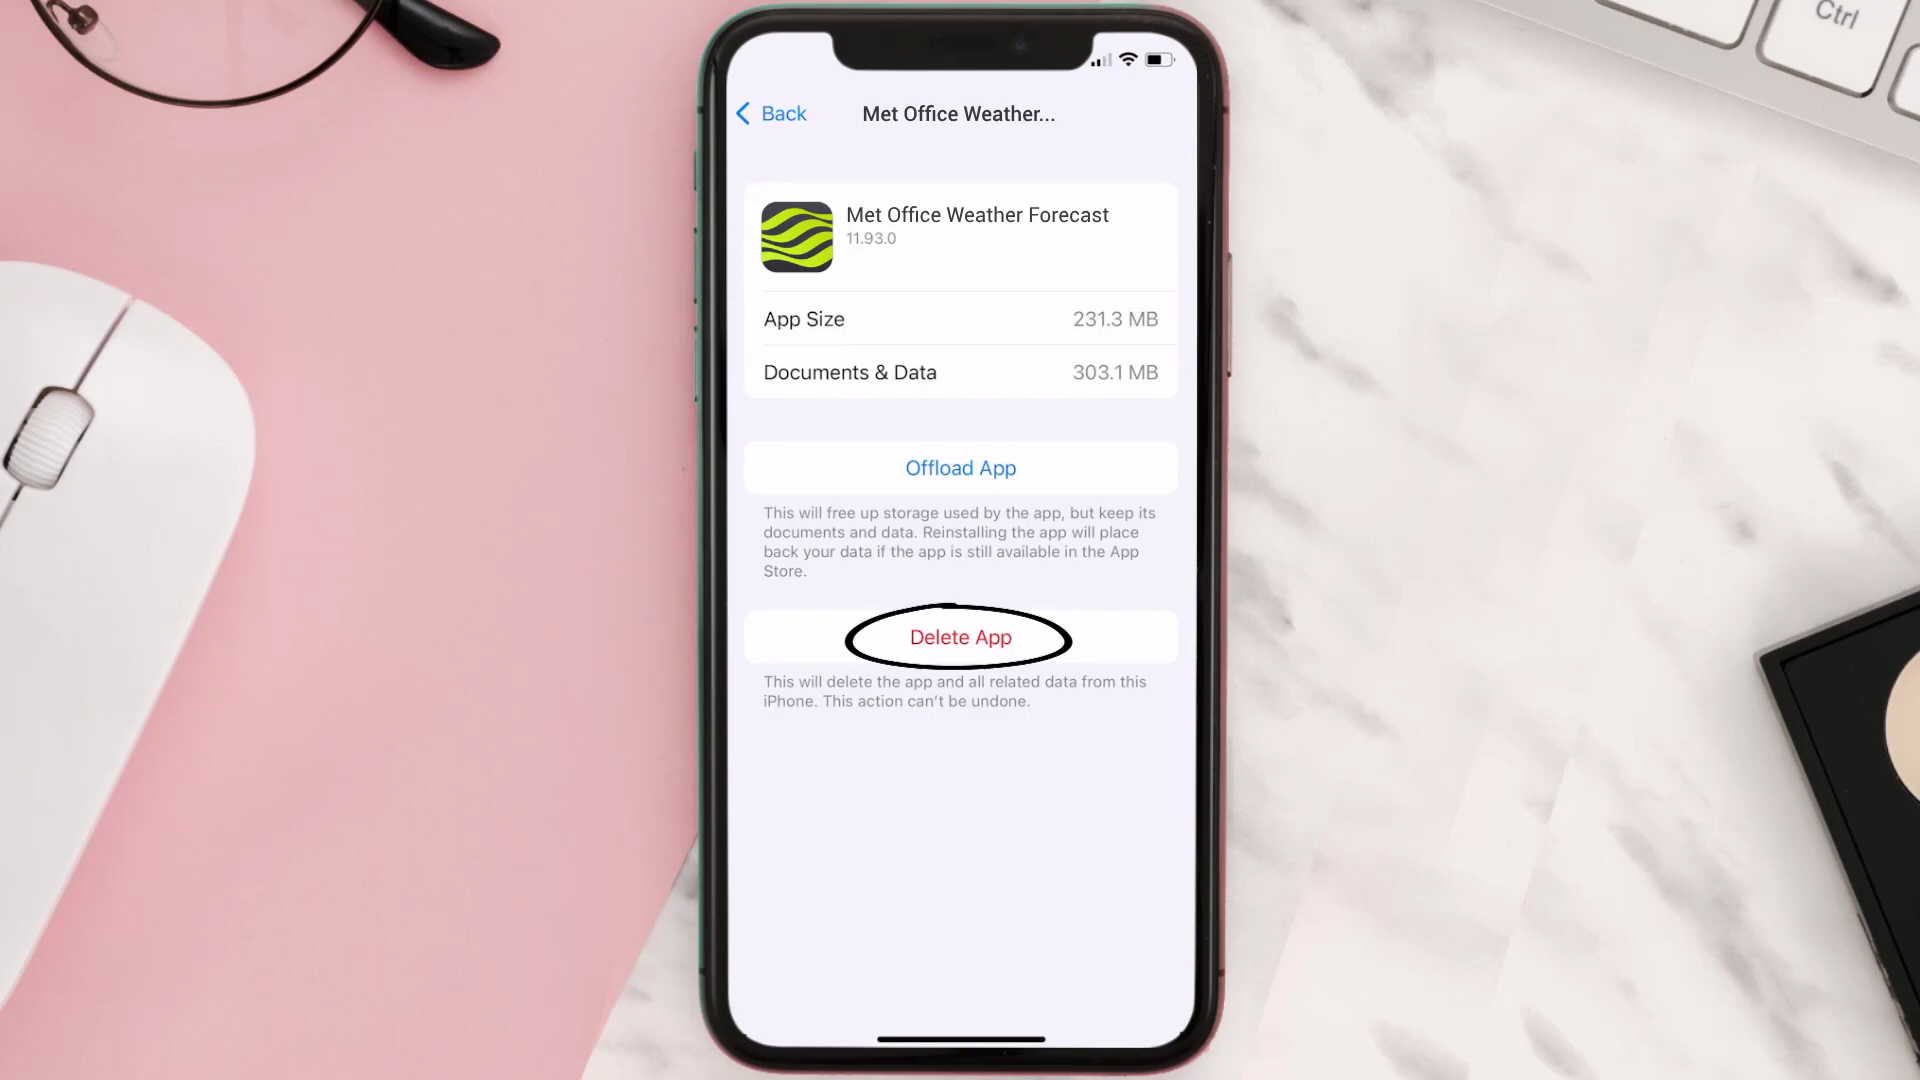 Ctrl
Back
Met Office Weather...
Met Office Weather Forecast
11.93.0
App Size
231.3 MB
Documents & Data
303.1 MB
Offload App
This will free up storage used by the app, but keep its
documents and data. Reinstalling the app will place
back your data if the app is still available in the App
Store.
Delete App
This will delete the app and all related data from this
iPhone. This action can't be undone.